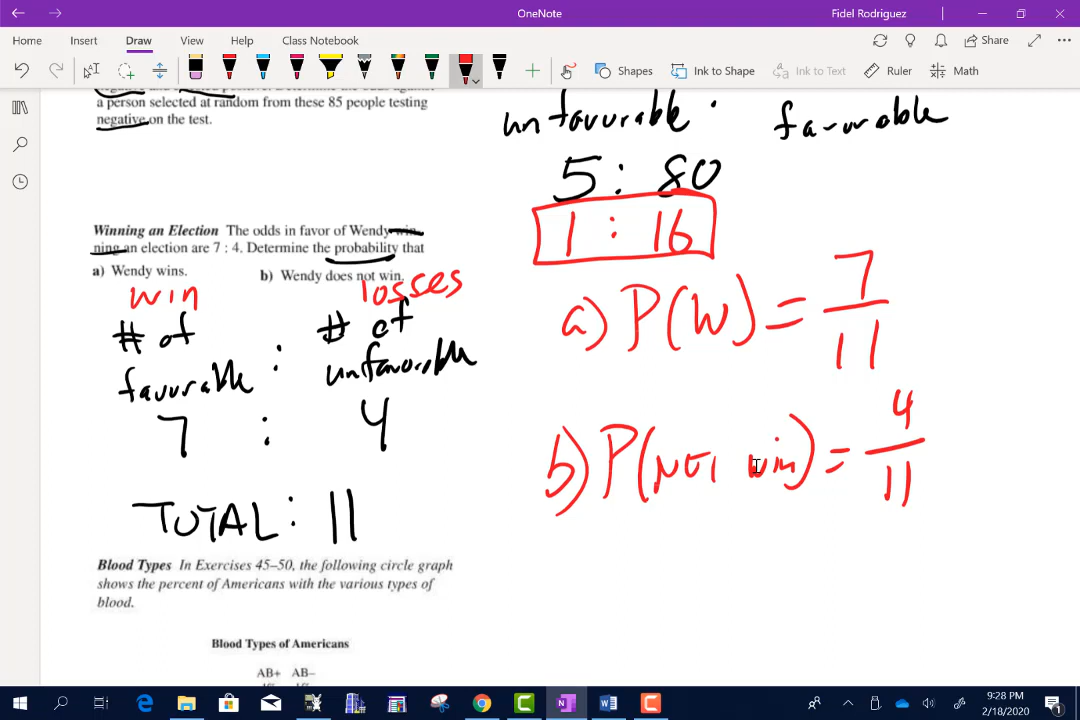 OneNote
Fidel Rodriguez
Home Insert Draw View Help Class Notebook
Share
Shapes Ink to Shape Ink to Text Ruler Math
a person selected at random from these 85 people testing
negative on the test.
unfavorable : favorable
5 : 80
1 : 16
Winning an Election The odds in favor of Wendy win-
ning an election are 7 : 4. Determine the probability that
a) Wendy wins. b) Wendy does not win.
win losses
# of : # of
favorable unfavorable
7 : 4
TOTAL: 11
a) P(W) = 7/11
b) P(NOT win) = 4/11
Blood Types In Exercises 45–50, the following circle graph
shows the percent of Americans with the various types of
blood.
Blood Types of Americans
AB+ AB–
9:28 PM
2/18/2020